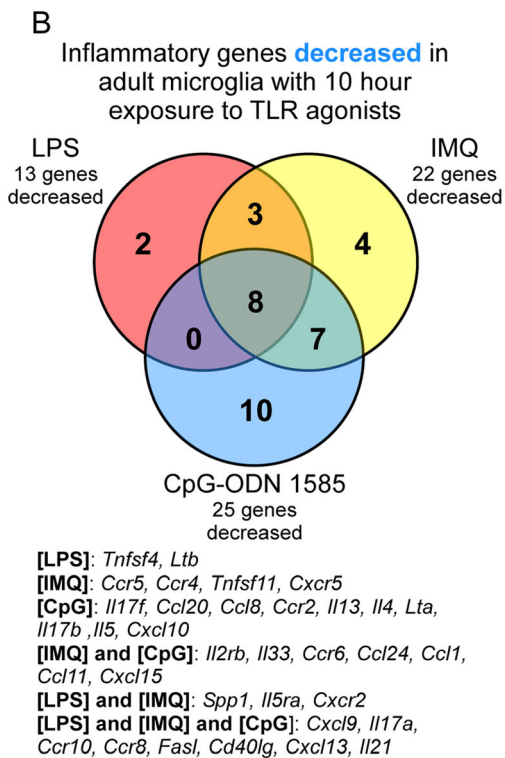 B
Inflammatory genes decreased in
adult microglia with 10 hour
exposure to TLR agonists
LPS
13 genes
decreased
IMQ
22 genes
decreased
2
3
4
8
0
7
10
CpG-ODN 1585
25 genes
decreased
[LPS]: Tnfsf4, Ltb
[IMQ]: Ccr5, Ccr4, Tnfsf11, Cxcr5
[CpG]: Il17f, Ccl20, Ccl8, Ccr2, Il13, Il4, Lta,
Il17b ,Il5, Cxcl10
[IMQ] and [CpG]: Il2rb, Il33, Ccr6, Ccl24, Ccl1,
Ccl11, Cxcl15
[LPS] and [IMQ]: Spp1, Il5ra, Cxcr2
[LPS] and [IMQ] and [CpG]: Cxcl9, Il17a,
Ccr10, Ccr8, Fasl, Cd40lg, Cxcl13, Il21